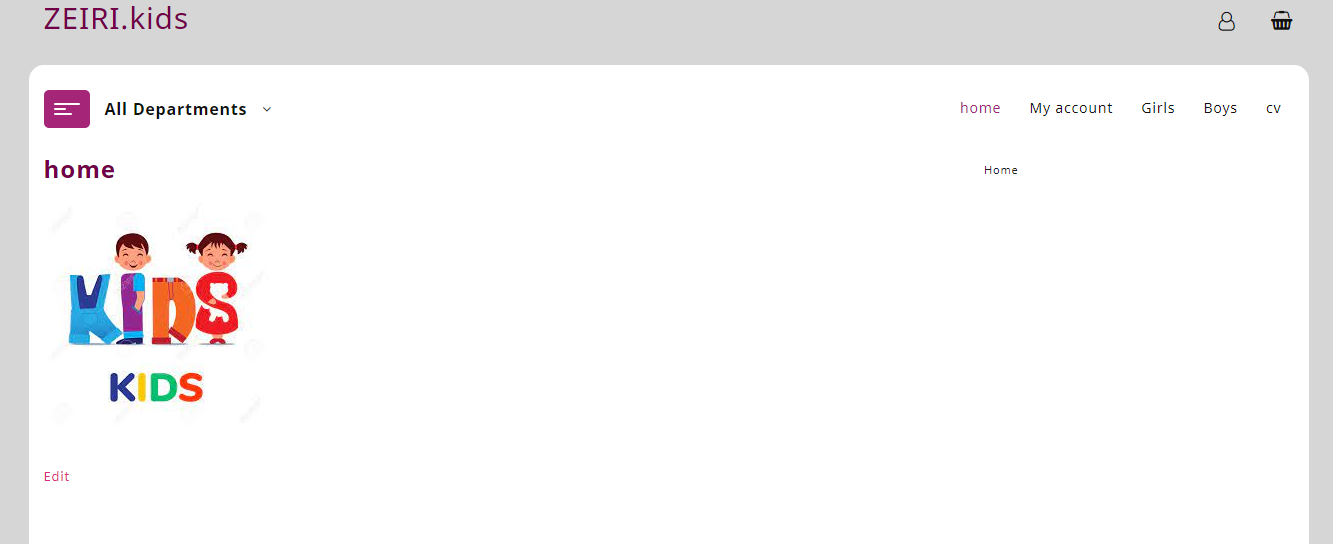 ZEIRI.kids
All Departments
home My account Girls Boys cv
home
Home
KIDS
KIDS
Edit